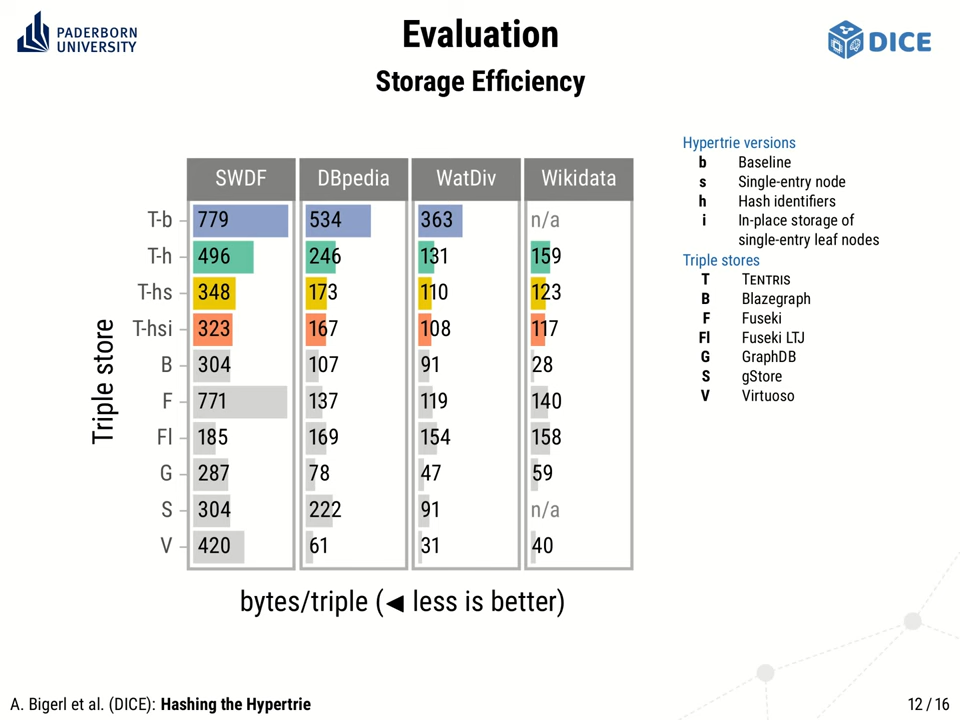 PADERBORN
UNIVERSITY
Evaluation
DICE
Storage Efficiency
SWDF DBpedia WatDiv Wikidata
T-b 779 534 363 n/a
T-h 496 246 131 159
T-hs 348 173 110 123
T-hsi 323 167 108 117
B 304 107 91 28
F 771 137 119 140
Fl 185 169 154 158
G 287 78 47 59
S 304 222 91 n/a
V 420 61 31 40
Triple store
bytes/triple (◄ less is better)
Hypertrie versions
b Baseline
s Single-entry node
h Hash identifiers
i In-place storage of
single-entry leaf nodes
Triple stores
T TENTRIS
B Blazegraph
F Fuseki
Fl Fuseki LTJ
G GraphDB
S gStore
V Virtuoso
A. Bigerl et al. (DICE): Hashing the Hypertrie
12 / 16